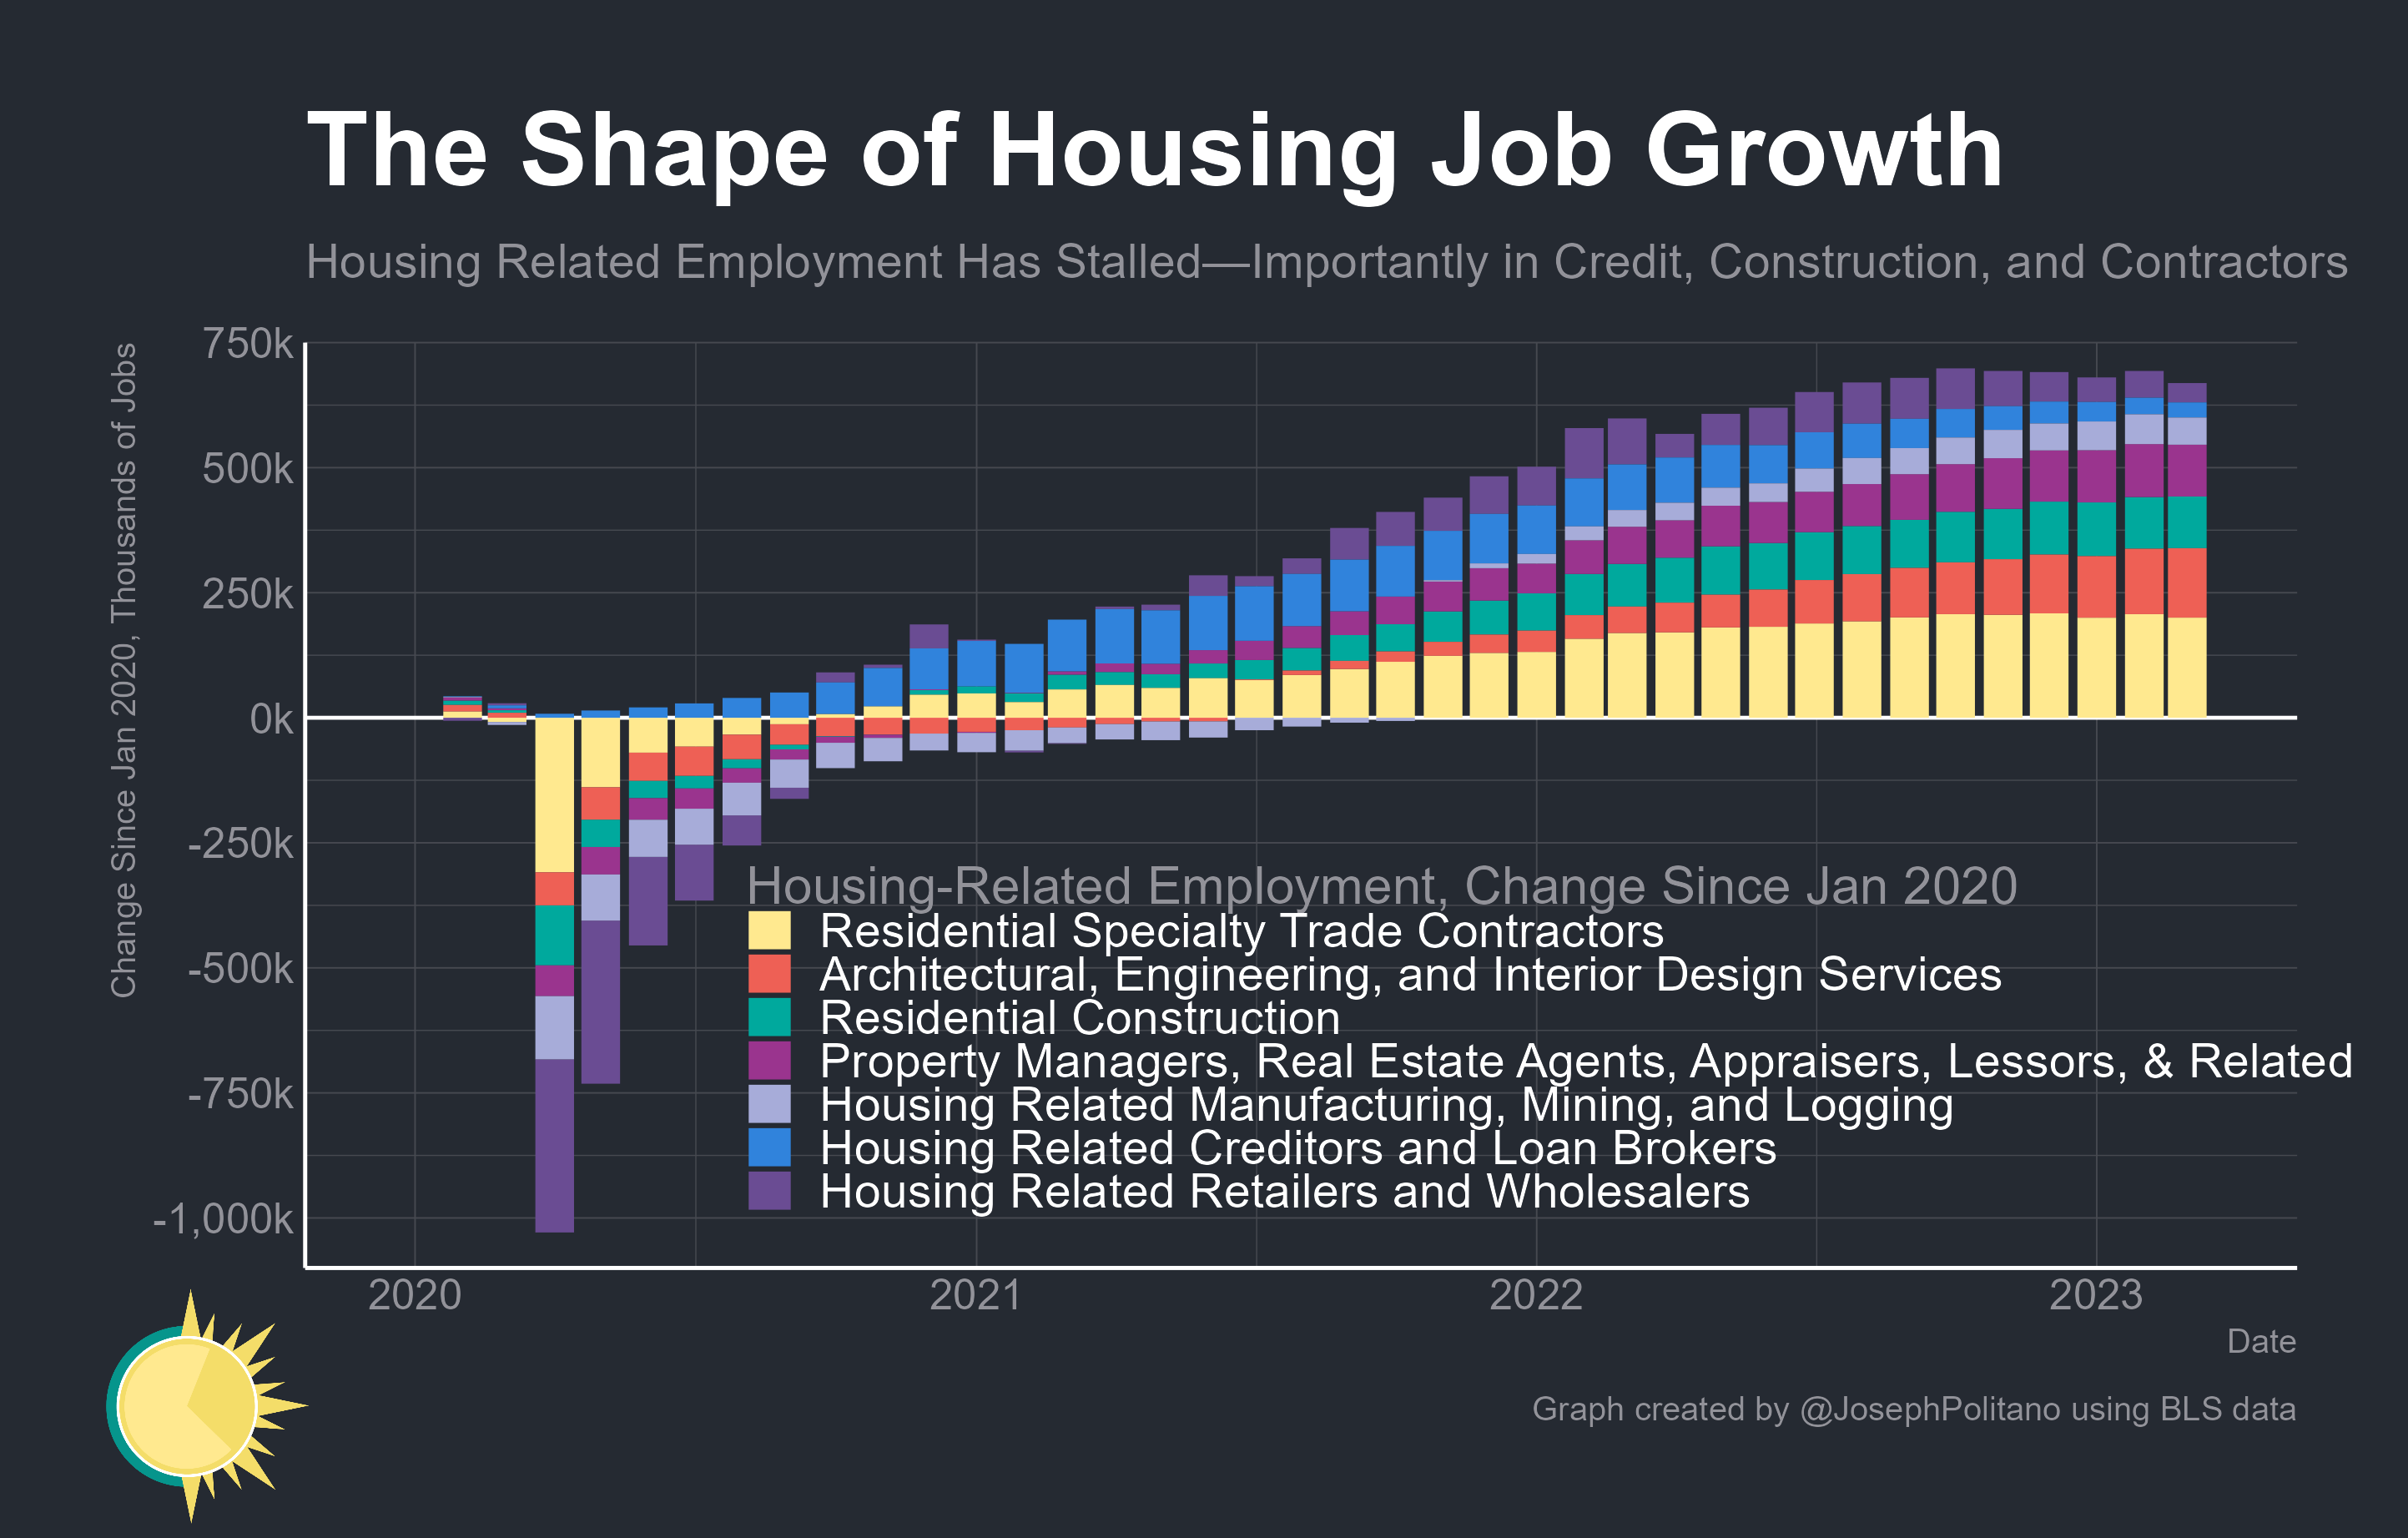 The Shape of Housing Job Growth
Housing Related Employment Has Stalled—Importantly in Credit, Construction, and Contractors
Change Since Jan 2020, Thousands of Jobs
750k
500k
250k
0k
-250k
-500k
-750k
-1,000k
Housing-Related Employment, Change Since Jan 2020
Residential Specialty Trade Contractors
Architectural, Engineering, and Interior Design Services
Residential Construction
Property Managers, Real Estate Agents, Appraisers, Lessors, & Related
Housing Related Manufacturing, Mining, and Logging
Housing Related Creditors and Loan Brokers
Housing Related Retailers and Wholesalers
2020
2021
2022
2023
Date
Graph created by @JosephPolitano using BLS data